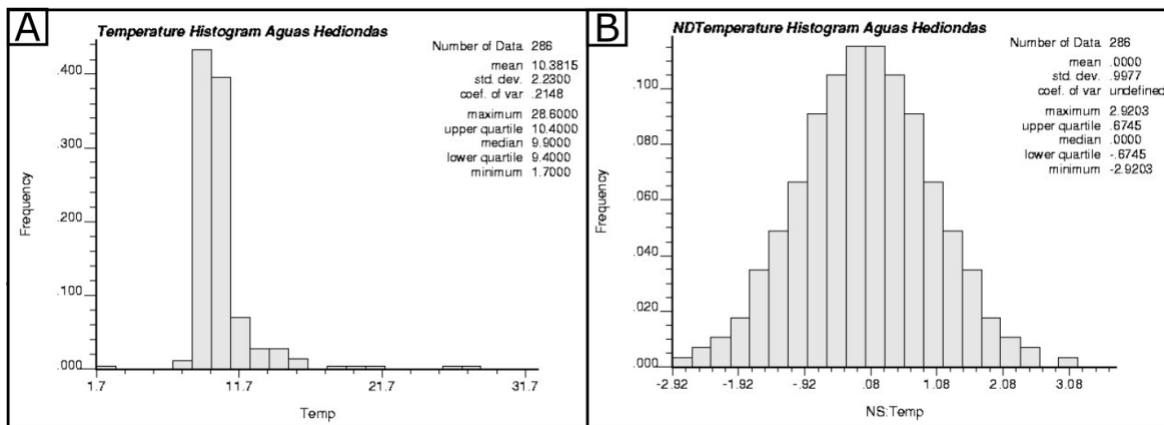 A
Temperature Histogram Aguas Hediondas
Number of Data 286
mean 10.3815
std. dev. 2.2300
coef. of var .2148
maximum 28.6000
upper quartile 10.4000
median 9.9000
lower quartile 9.4000
minimum 1.7000
Frequency
.400
.300
.200
.100
.000
1.7 11.7 21.7 31.7
Temp
B
NDTemperature Histogram Aguas Hediondas
Number of Data 286
mean .0000
std. dev. .9977
coef. of var undefined
maximum 2.9203
upper quartile .6745
median .0000
lower quartile -.6745
minimum -2.9203
Frequency
.100
.080
.060
.040
.020
.000
-2.92 -1.92 -.92 .08 1.08 2.08 3.08
NS:Temp